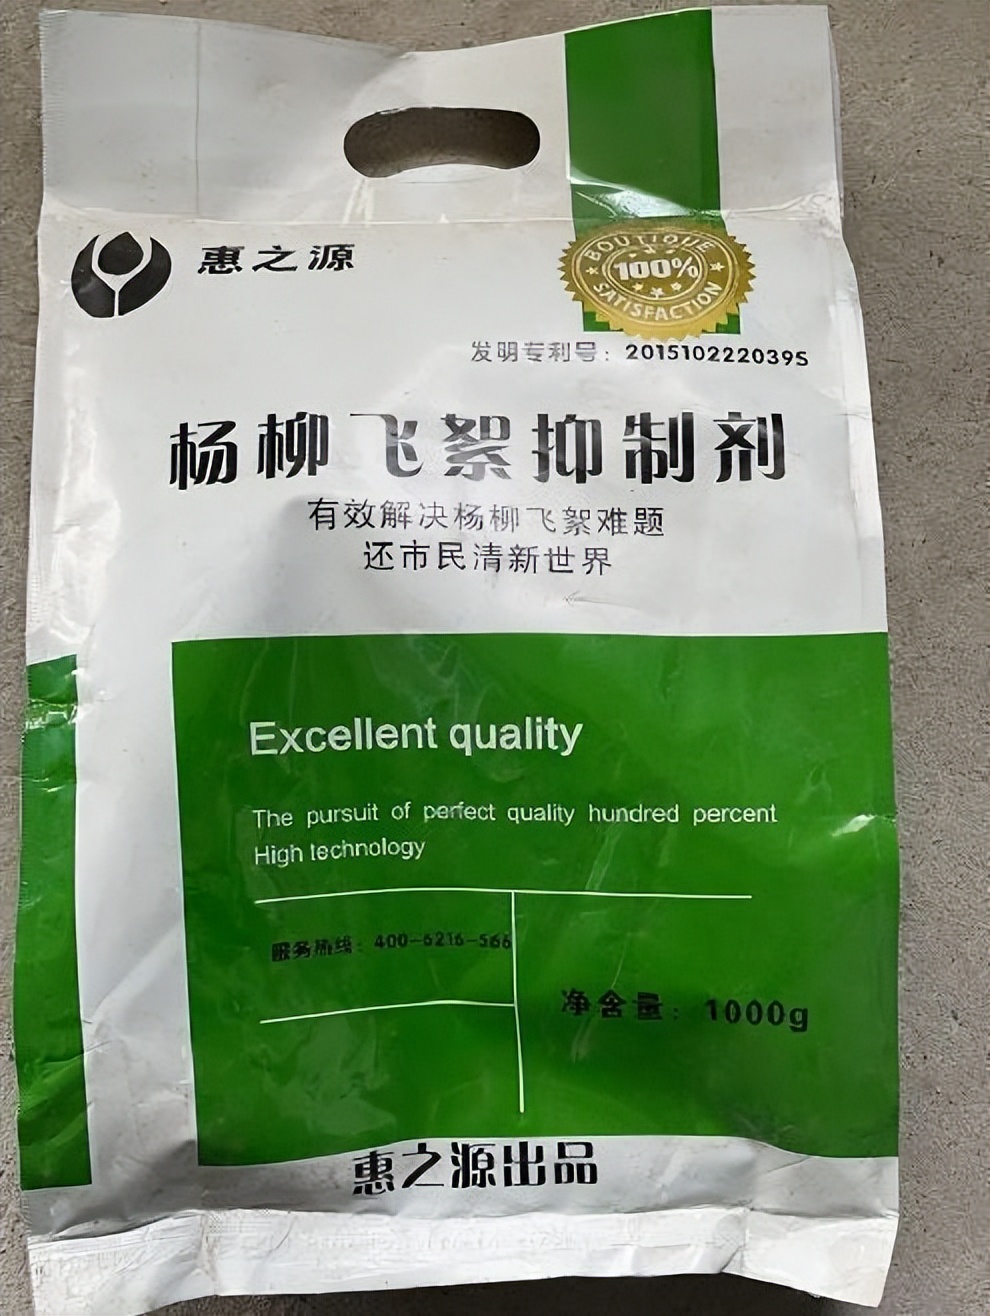 惠之源
BOUTIQUE
100%
SATISFACTION
发明专利号：201510222039S
杨柳飞絮抑制剂
有效解决杨柳飞絮难题
还市民清新世界
Excellent quality
The pursuit of perfect quality hundred percent
High technology
服务热线：400-6216-566
净含量：1000g
惠之源出品